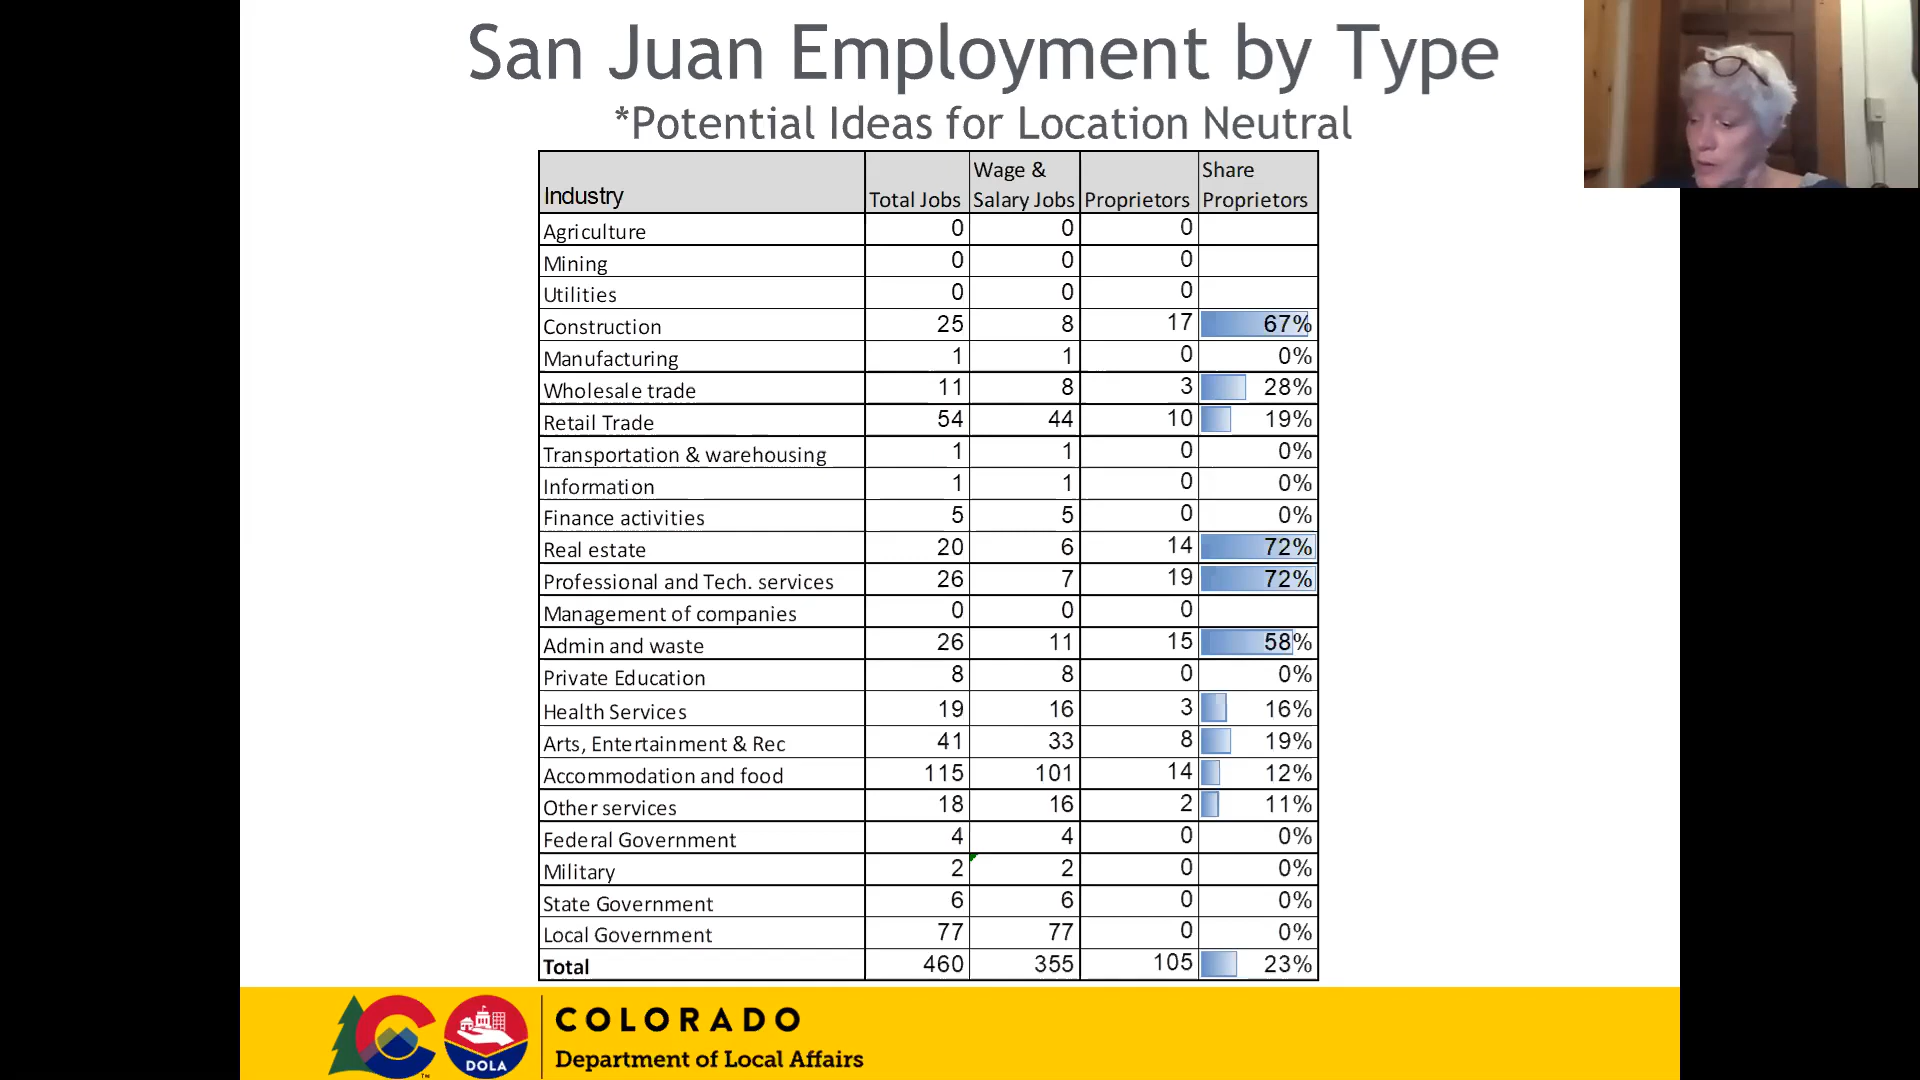 San Juan Employment by Type
*Potential Ideas for Location Neutral
Industry Total Jobs Wage & Salary Jobs Proprietors Share Proprietors
Agriculture 0 0 0
Mining 0 0 0
Utilities 0 0 0
Construction 25 8 17 67%
Manufacturing 1 1 0 0%
Wholesale trade 11 8 3 28%
Retail Trade 54 44 10 19%
Transportation & warehousing 1 1 0 0%
Information 1 1 0 0%
Finance activities 5 5 0 0%
Real estate 20 6 14 72%
Professional and Tech. services 26 7 19 72%
Management of companies 0 0 0
Admin and waste 26 11 15 58%
Private Education 8 8 0 0%
Health Services 19 16 3 16%
Arts, Entertainment & Rec 41 33 8 19%
Accommodation and food 115 101 14 12%
Other services 18 16 2 11%
Federal Government 4 4 0 0%
Military 2 2 0 0%
State Government 6 6 0 0%
Local Government 77 77 0 0%
Total 460 355 105 23%
DOLA
TM
COLORADO
Department of Local Affairs